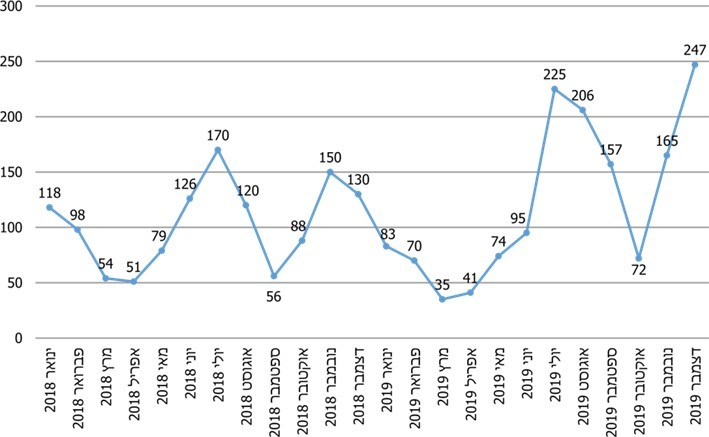 300
250
200
150
100
50
0
118
98
54
51
79
126
170
120
56
88
150
130
83
70
35
41
74
95
225
206
157
72
165
247
ינואר 2018
פברואר 2018
מרץ 2018
אפריל 2018
מאי 2018
יוני 2018
יולי 2018
אוגוסט 2018
ספטמבר 2018
אוקטובר 2018
נובמבר 2018
דצמבר 2018
ינואר 2019
פברואר 2019
מרץ 2019
אפריל 2019
מאי 2019
יוני 2019
יולי 2019
אוגוסט 2019
ספטמבר 2019
אוקטובר 2019
נובמבר 2019
דצמבר 2019